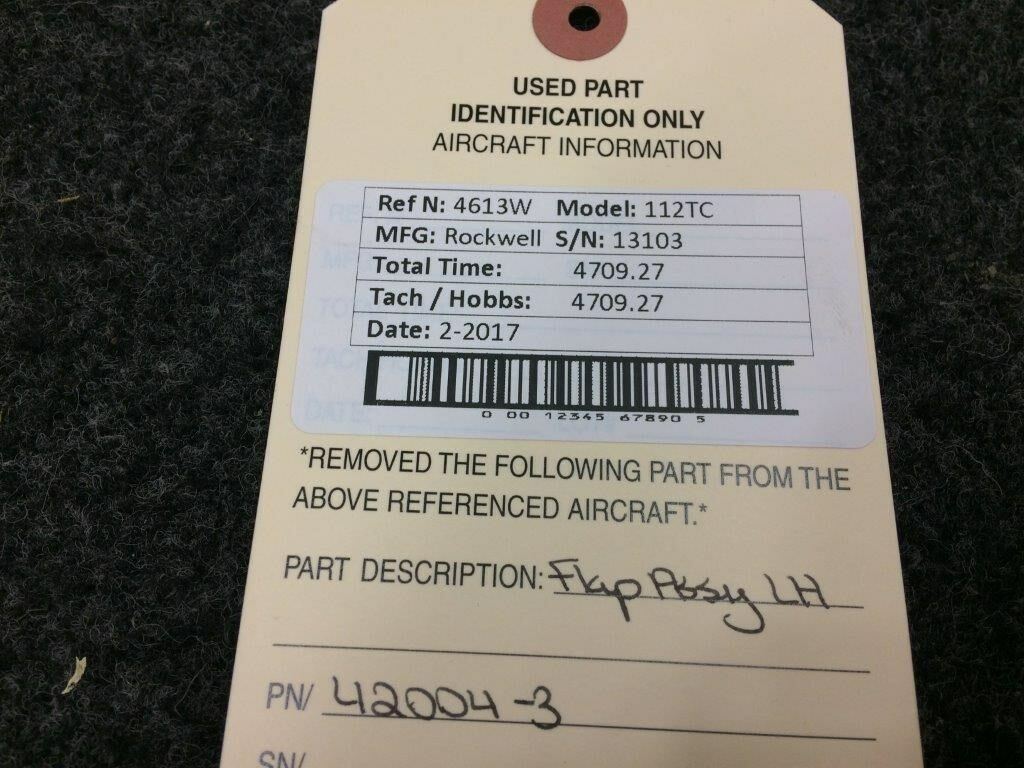 USED PART
IDENTIFICATION ONLY
AIRCRAFT INFORMATION
Ref N: 4613W Model: 112TC
MFG: Rockwell S/N: 13103
Total Time: 4709.27
Tach / Hobbs: 4709.27
Date: 2-2017
0 00 12345 67890 5
*REMOVED THE FOLLOWING PART FROM THE
ABOVE REFERENCED AIRCRAFT.*
PART DESCRIPTION: Flap Assy LH
PN/ 42004-3
SN/